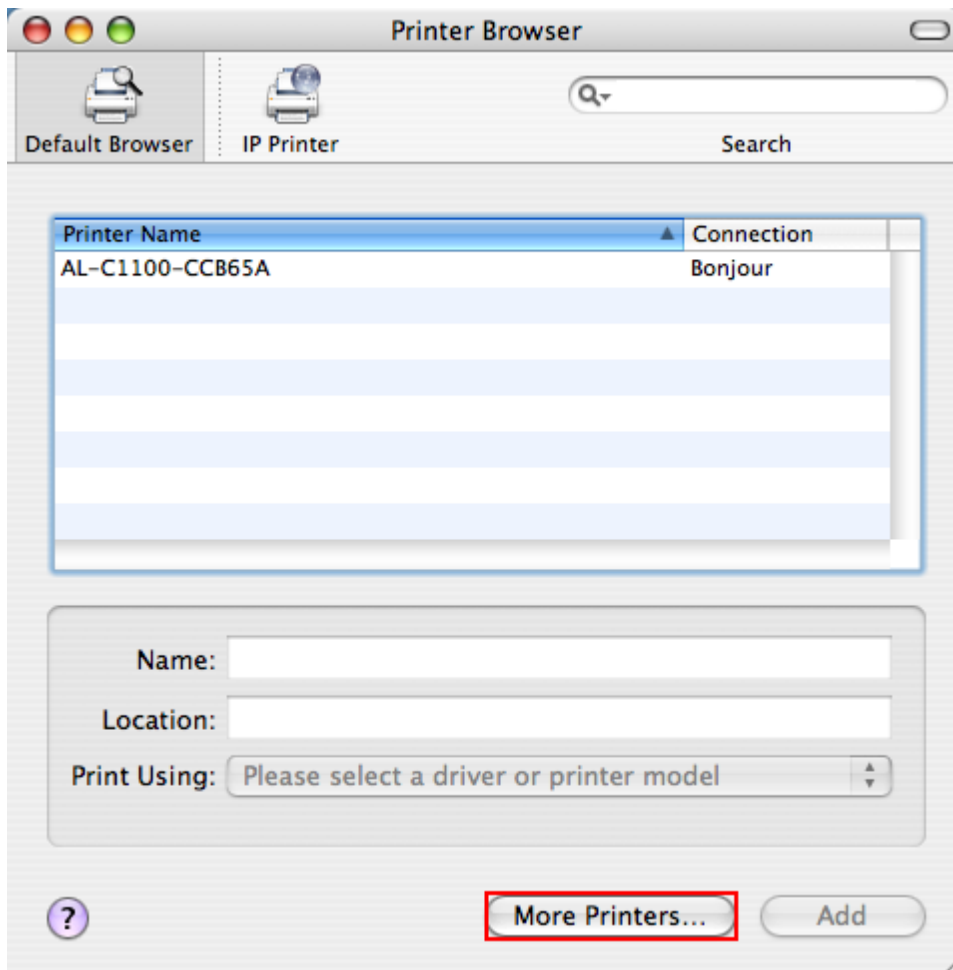 Printer Browser
Default Browser
IP Printer
Search
Printer Name
Connection
AL-C1100-CCB65A
Bonjour
Name:
Location:
Print Using: Please select a driver or printer model
?
More Printers...
Add